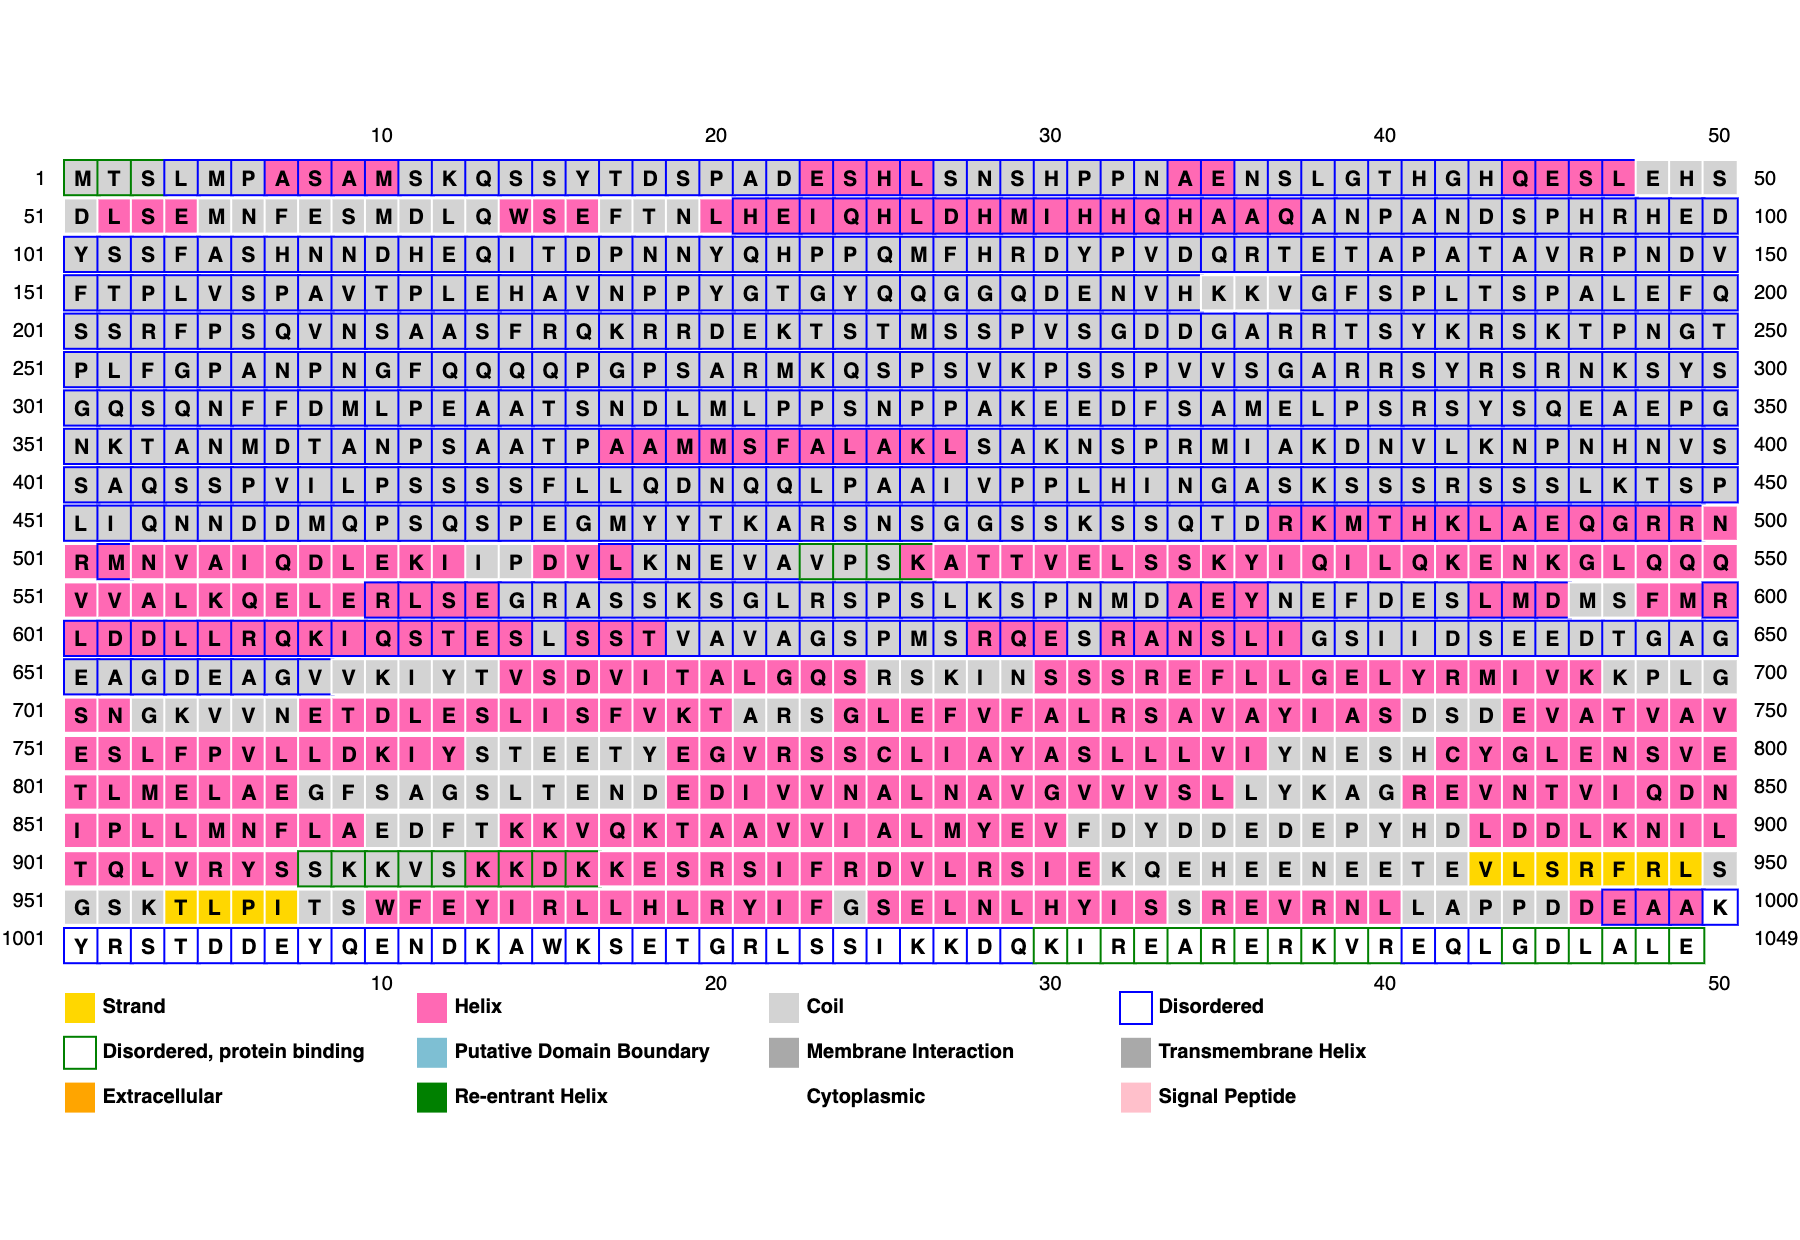 10 20 30 40 50
1 M T S L M P A S A M S K Q S S Y T D S P A D E S H L S N S H P P N A E N S L G T H G H Q E S L E H S 50
51 D L S E M N F E S M D L Q W S E F T N L H E I Q H L D H M I H H Q H A A Q A N P A N D S P H R H E D 100
101 Y S S F A S H N N D H E Q I T D P N N Y Q H P P Q M F H R D Y P V D Q R T E T A P A T A V R P N D V 150
151 F T P L V S P A V T P L E H A V N P P Y G T G Y Q Q G G Q D E N V H K K V G F S P L T S P A L E F Q 200
201 S S R F P S Q V N S A A S F R Q K R R D E K T S T M S S P V S G D D G A R R T S Y K R S K T P N G T 250
251 P L F G P A N P N G F Q Q Q Q P G P S A R M K Q S P S V K P S S P V V S G A R R S Y R S R N K S Y S 300
301 G Q S Q N F F D M L P E A A T S N D L M L P P S N P P A K E E D F S A M E L P S R S Y S Q E A E P G 350
351 N K T A N M D T A N P S A A T P A A M M S F A L A K L S A K N S P R M I A K D N V L K N P N H N V S 400
401 S A Q S S P V I L P S S S S F L L Q D N Q Q L P A A I V P P L H I N G A S K S S S R S S S L K T S P 450
451 L I Q N N D D M Q P S Q S P E G M Y Y T K A R S N S G G S S K S S Q T D R K M T H K L A E Q G R R N 500
501 R M N V A I Q D L E K I I P D V L K N E V A V P S K A T T V E L S S K Y I Q I L Q K E N K G L Q Q Q 550
551 V V A L K Q E L E R L S E G R A S S K S G L R S P S L K S P N M D A E Y N E F D E S L M D M S F M R 600
601 L D D L L R Q K I Q S T E S L S S T V A V A G S P M S R Q E S R A N S L I G S I I D S E E D T G A G 650
651 E A G D E A G V V K I Y T V S D V I T A L G Q S R S K I N S S S R E F L L G E L Y R M I V K K P L G 700
701 S N G K V V N E T D L E S L I S F V K T A R S G L E F V F A L R S A V A Y I A S D S D E V A T V A V 750
751 E S L F P V L L D K I Y S T E E T Y E G V R S S C L I A Y A S L L L V I Y N E S H C Y G L E N S V E 800
801 T L M E L A E G F S A G S L T E N D E D I V V N A L N A V G V V V S L L Y K A G R E V N T V I Q D N 850
851 I P L L M N F L A E D F T K K V Q K T A A V V I A L M Y E V F D Y D D E D E P Y H D L D D L K N I L 900
901 T Q L V R Y S S K K V S K K D K K E S R S I F R D V L R S I E K Q E H E E N E E T E V L S R F R L S 950
951 G S K T L P I T S W F E Y I R L L H L R Y I F G S E L N L H Y I S S R E V R N L L A P P D D E A A K 1000
1001 Y R S T D D E Y Q E N D K A W K S E T G R L S S I K K D Q K I R E A R E R K V R E Q L G D L A L E 1049
10 20 30 40 50
Strand Helix Coil Disordered
Disordered, protein binding Putative Domain Boundary Membrane Interaction Transmembrane Helix
Extracellular Re-entrant Helix Cytoplasmic Signal Peptide